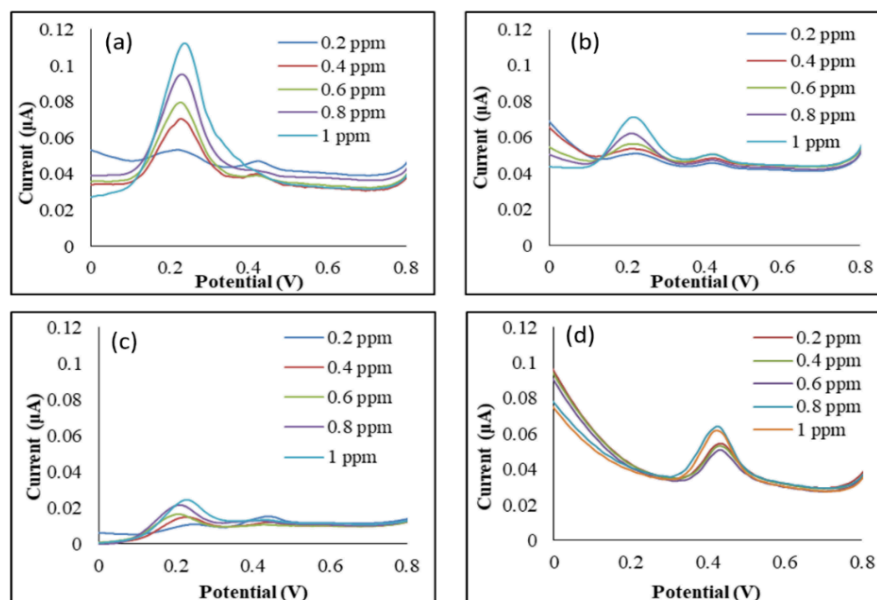 (a)
0.12
0.1
0.08
0.06
0.04
0.02
0
Current (µA)
0.2 ppm
0.4 ppm
0.6 ppm
0.8 ppm
1 ppm
0
0.2
0.4
0.6
0.8
Potential (V)
(b)
0.12
0.1
0.08
0.06
0.04
0.02
0
Current (µA)
0.2 ppm
0.4 ppm
0.6 ppm
0.8 ppm
1 ppm
0
0.2
0.4
0.6
0.8
Potential (V)
(c)
0.12
0.1
0.08
0.06
0.04
0.02
0
Current (µA)
0.2 ppm
0.4 ppm
0.6 ppm
0.8 ppm
1 ppm
0
0.2
0.4
0.6
0.8
Potential (V)
(d)
0.12
0.1
0.08
0.06
0.04
0.02
0
Current (µA)
0.2 ppm
0.4 ppm
0.6 ppm
0.8 ppm
1 ppm
0
0.2
0.4
0.6
0.8
Potential (V)